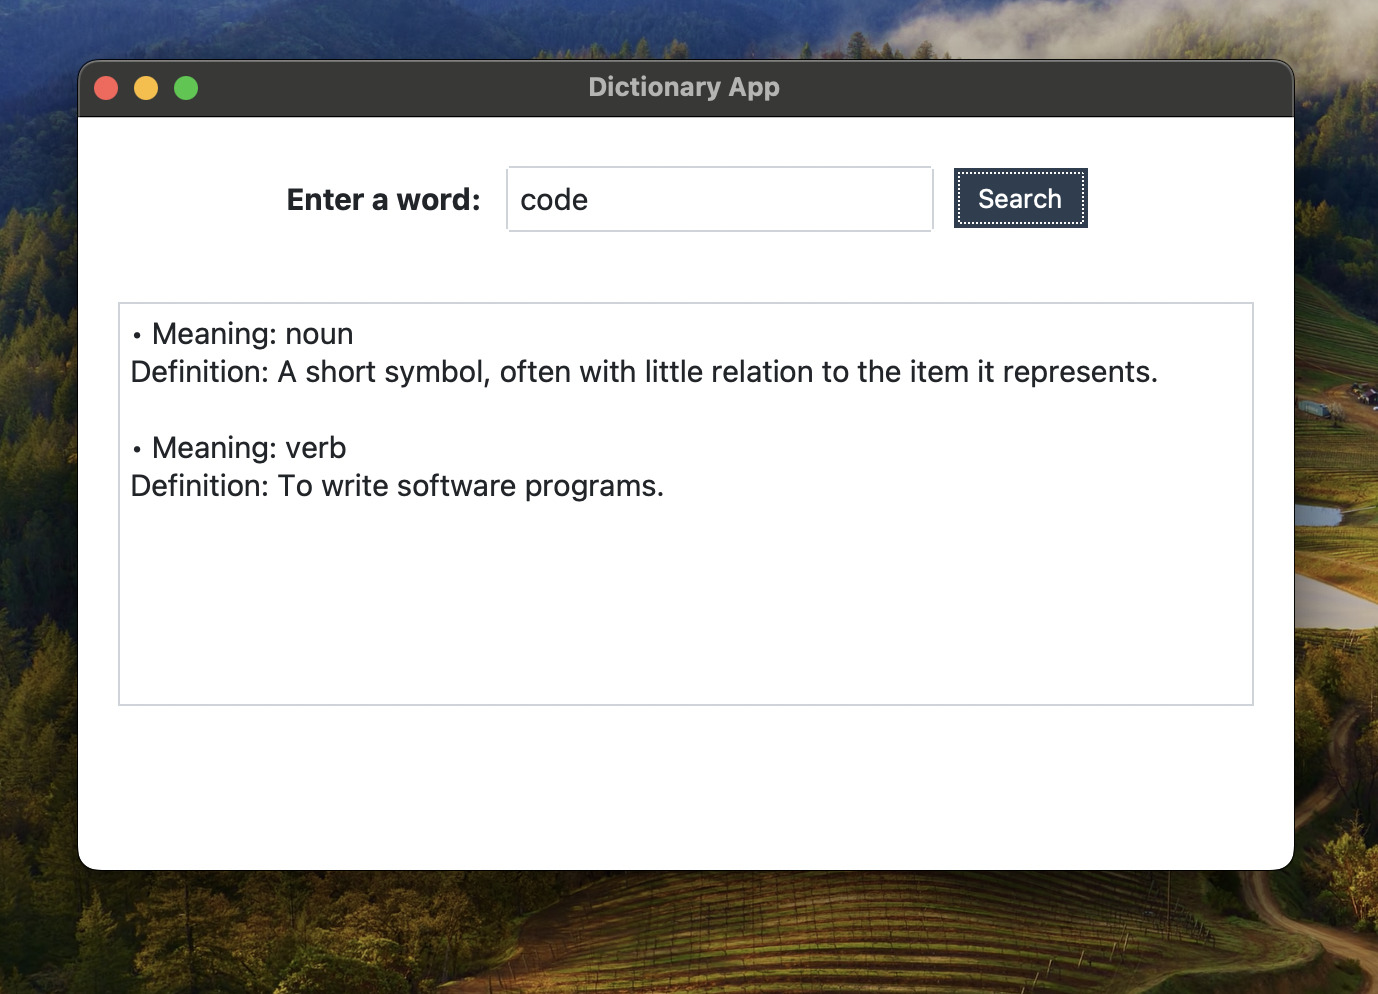 Dictionary App
Enter a word: code Search
• Meaning: noun
Definition: A short symbol, often with little relation to the item it represents.
• Meaning: verb
Definition: To write software programs.